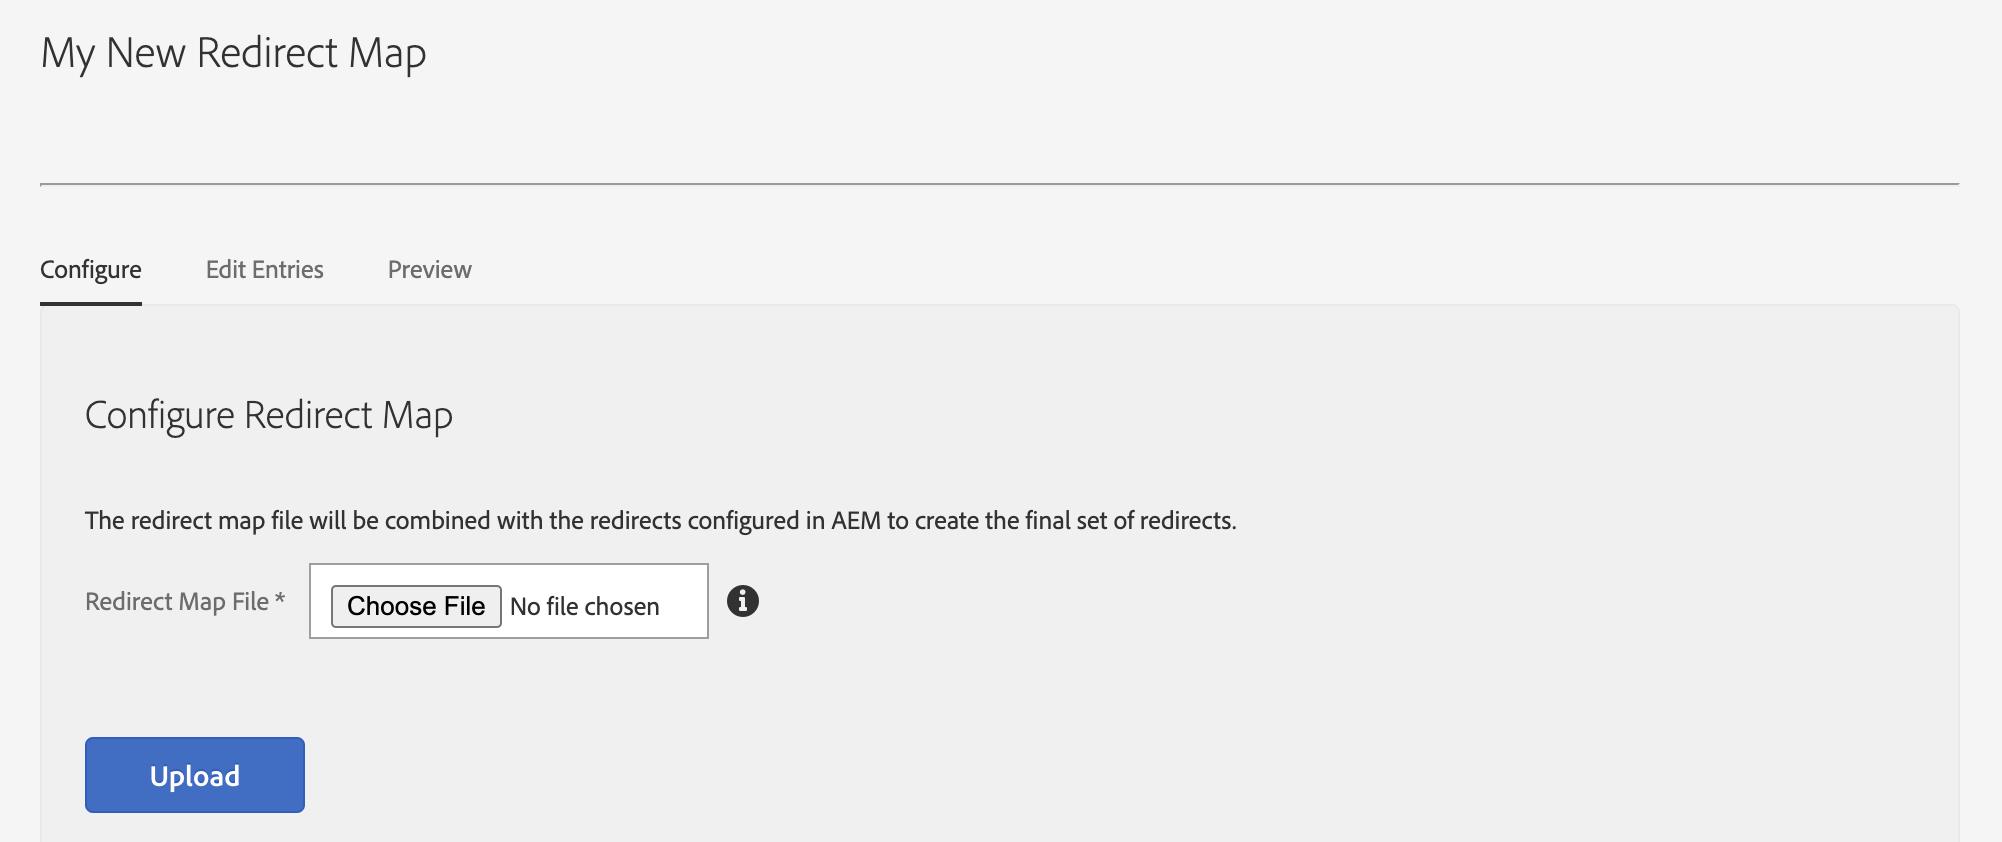 My New Redirect Map
Configure Edit Entries Preview
Configure Redirect Map
The redirect map file will be combined with the redirects configured in AEM to create the final set of redirects.
Redirect Map File * Choose File No file chosen
Upload